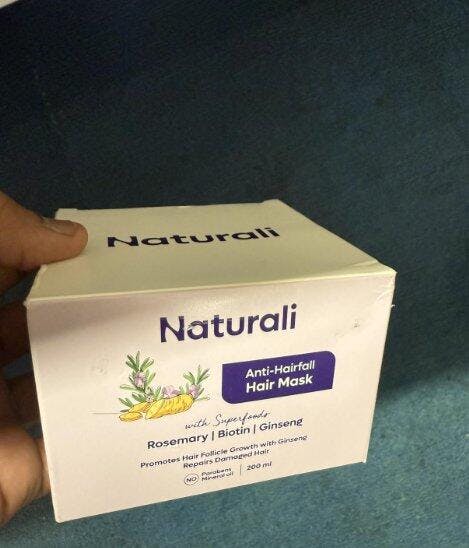 Naturali
Naturali
Anti-Hairfall
Hair Mask
with Superfoods
Rosemary | Biotin | Ginseng
Promotes Hair Follicle Growth with Ginseng
Repairs Damaged Hair
NO Parabens
Mineral oil | 200 ml